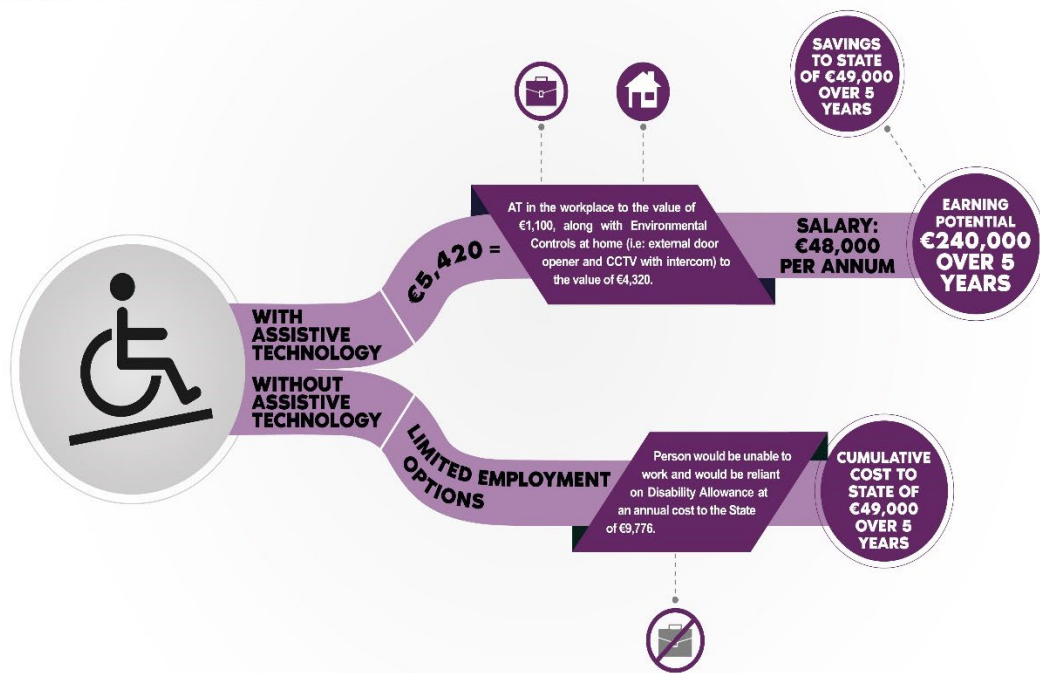 SAVINGS
TO STATE
OF €49,000
OVER 5
YEARS
WITH
ASSISTIVE
TECHNOLOGY
€5,420 =
AT in the workplace to the value of
€1,100, along with Environmental
Controls at home (i.e: external door
opener and CCTV with intercom) to
the value of €4,320.
SALARY:
€48,000
PER ANNUM
EARNING
POTENTIAL
€240,000
OVER 5
YEARS
WITHOUT
ASSISTIVE
TECHNOLOGY
LIMITED EMPLOYMENT
OPTIONS
Person would be unable to
work and would be reliant
on Disability Allowance at
an annual cost to the State
of €9,776.
CUMULATIVE
COST TO
STATE OF
€49,000
OVER 5
YEARS